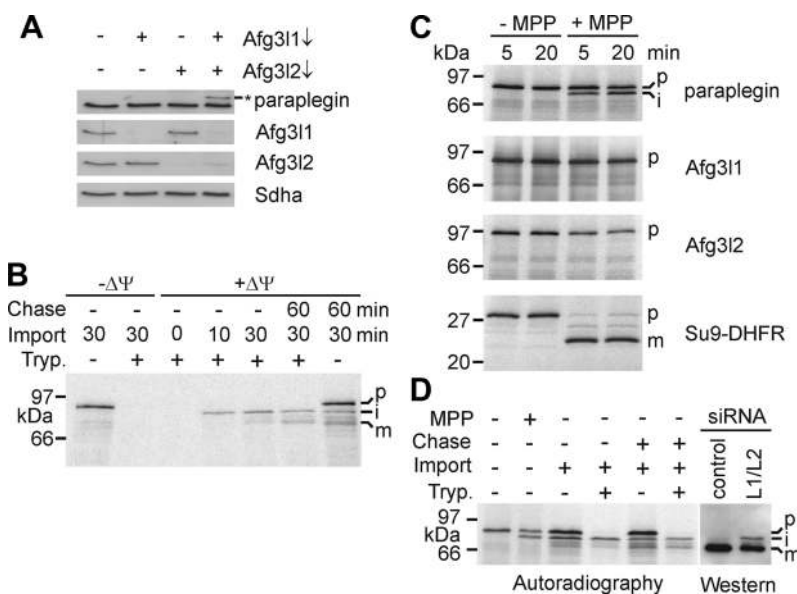 A
- + - + Afg3l1↓
- - + + Afg3l2↓
* paraplegin
Afg3l1
Afg3l2
Sdha
B
-ΔΨ +ΔΨ
Chase - - - - - 60 60 min
Import 30 30 0 10 30 30 30 min
Tryp. - + + + + + -
97
kDa
66
p
i
m
C
- MPP + MPP
kDa 5 20 5 20 min
97
66
p
i
paraplegin
97
66
p
Afg3l1
97
66
p
Afg3l2
27
20
p
m
Su9-DHFR
D
siRNA
MPP - + - - - -
Chase - - - - + +
Import - - + + + +
Tryp. - - - + - +
control
L1/L2
97
kDa
66
p
i
m
Autoradiography Western